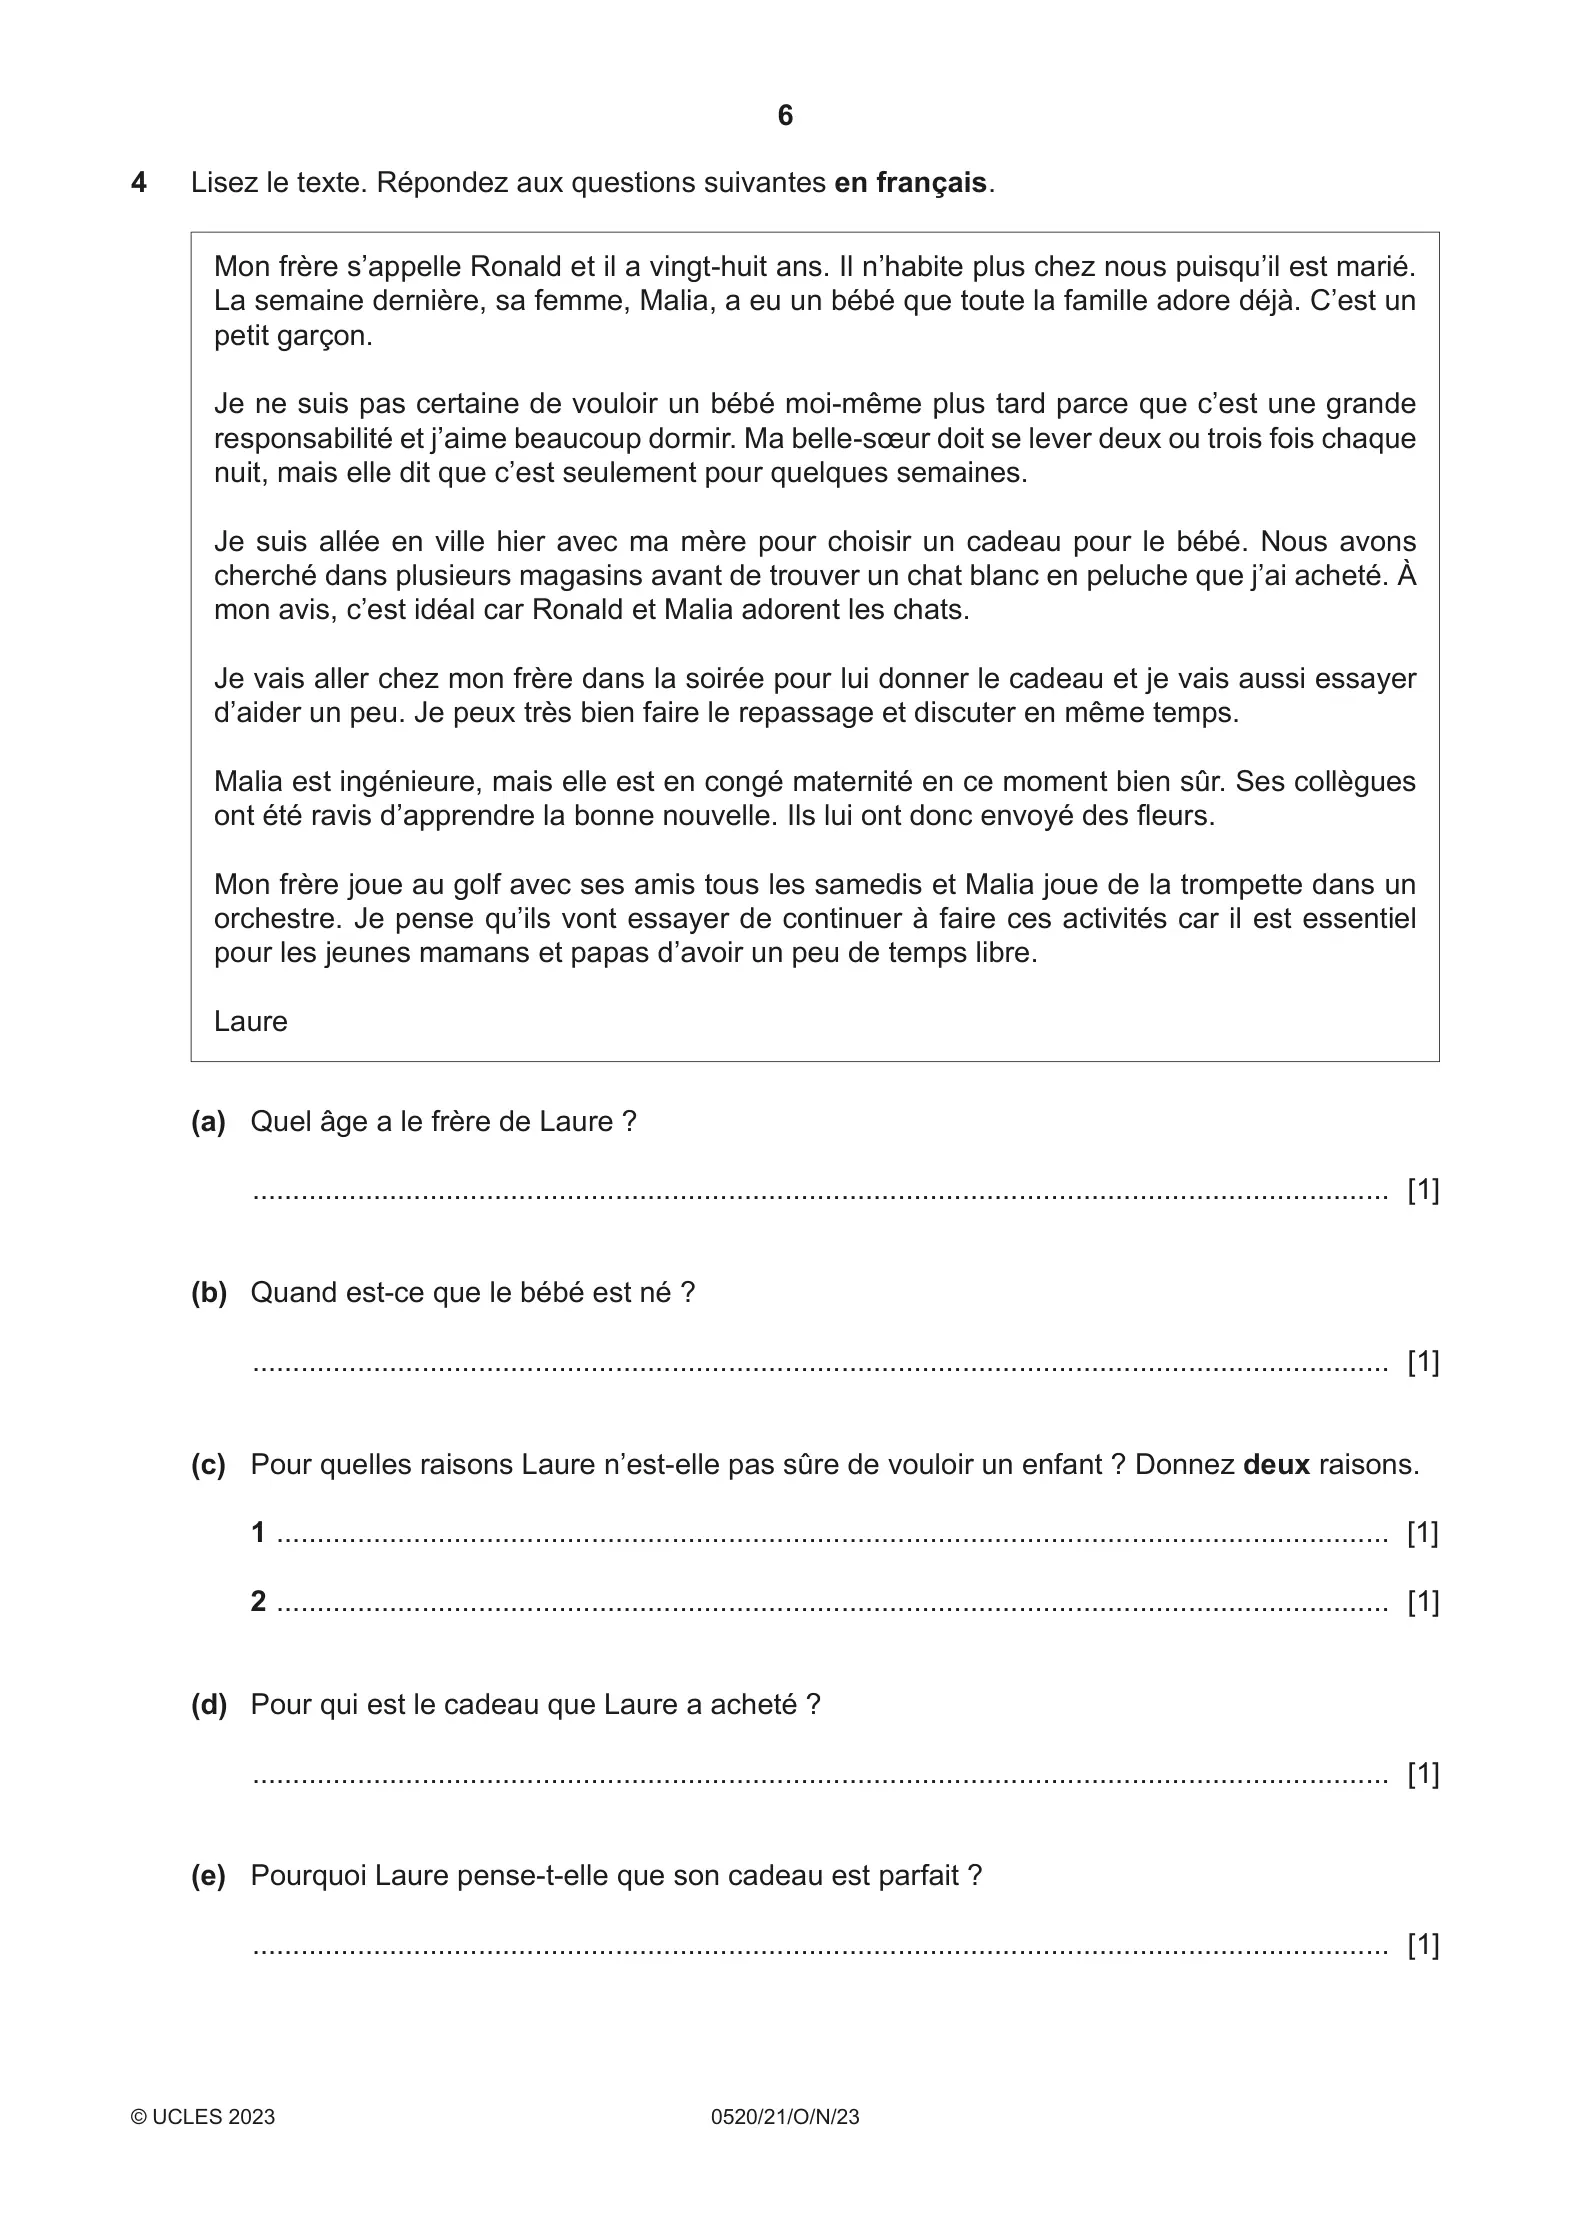 6
4 Lisez le texte. Répondez aux questions suivantes en français.
Mon frère s’appelle Ronald et il a vingt-huit ans. Il n’habite plus chez nous puisqu’il est marié.
La semaine dernière, sa femme, Malia, a eu un bébé que toute la famille adore déjà. C’est un
petit garçon.
Je ne suis pas certaine de vouloir un bébé moi-même plus tard parce que c’est une grande
responsabilité et j’aime beaucoup dormir. Ma belle-sœur doit se lever deux ou trois fois chaque
nuit, mais elle dit que c’est seulement pour quelques semaines.
Je suis allée en ville hier avec ma mère pour choisir un cadeau pour le bébé. Nous avons
cherché dans plusieurs magasins avant de trouver un chat blanc en peluche que j’ai acheté. À
mon avis, c’est idéal car Ronald et Malia adorent les chats.
Je vais aller chez mon frère dans la soirée pour lui donner le cadeau et je vais aussi essayer
d’aider un peu. Je peux très bien faire le repassage et discuter en même temps.
Malia est ingénieure, mais elle est en congé maternité en ce moment bien sûr. Ses collègues
ont été ravis d’apprendre la bonne nouvelle. Ils lui ont donc envoyé des fleurs.
Mon frère joue au golf avec ses amis tous les samedis et Malia joue de la trompette dans un
orchestre. Je pense qu’ils vont essayer de continuer à faire ces activités car il est essentiel
pour les jeunes mamans et papas d’avoir un peu de temps libre.
Laure
(a) Quel âge a le frère de Laure ?
[1]
(b) Quand est-ce que le bébé est né ?
[1]
(c) Pour quelles raisons Laure n’est-elle pas sûre de vouloir un enfant ? Donnez deux raisons.
1 [1]
2 [1]
(d) Pour qui est le cadeau que Laure a acheté ?
[1]
(e) Pourquoi Laure pense-t-elle que son cadeau est parfait ?
[1]
© UCLES 2023 0520/21/O/N/23